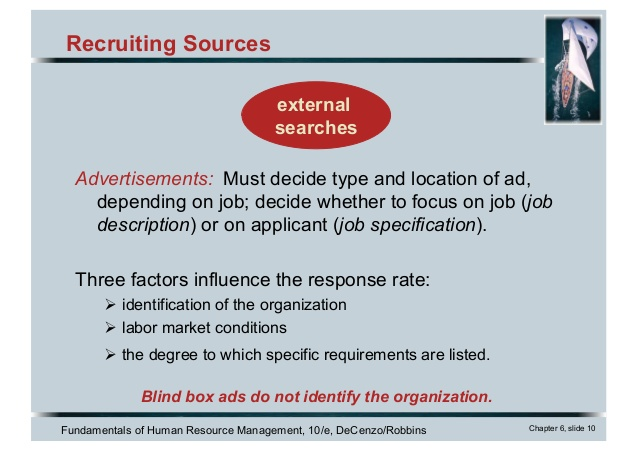 Recruiting Sources
external
searches
Advertisements: Must decide type and location of ad,
depending on job; decide whether to focus on job (job
description) or on applicant (job specification).
Three factors influence the response rate:
➢ identification of the organization
➢ labor market conditions
➢ the degree to which specific requirements are listed.
Blind box ads do not identify the organization.
Fundamentals of Human Resource Management, 10/e, DeCenzo/Robbins
Chapter 6, slide 10